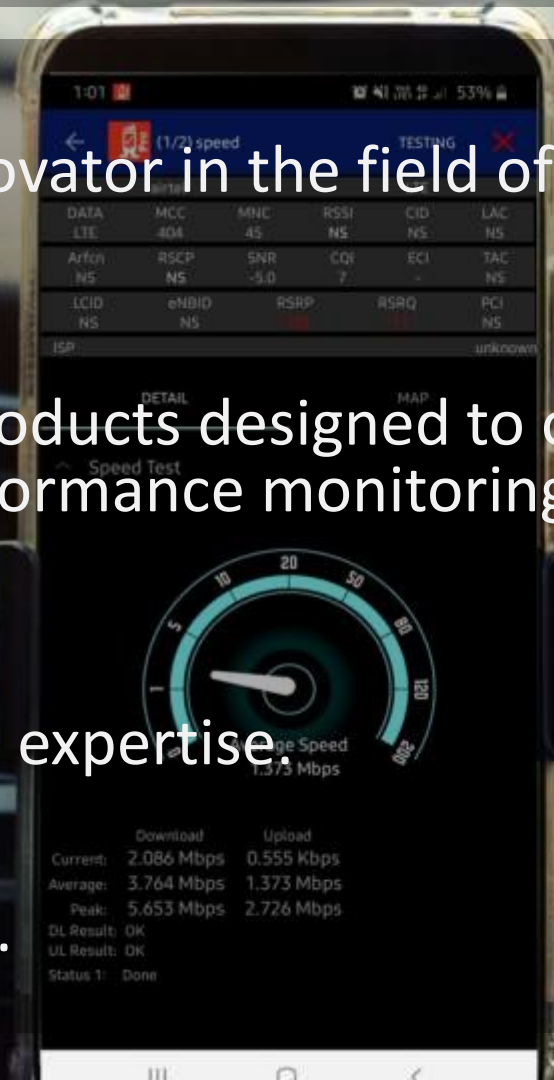 1:01 53%
(1/2) speed TESTING
ovator in the field of
DATA MCC MNC RSSI CID LAC
LTE 404 45 NS NS NS
Arfcn RSCP SNR CQI ECI TAC
NS NS -5.0 7 - NS
LCID eNBID RSRP RSRQ PCI
NS NS NS
ISP unknown
DETAIL MAP
oducts designed to
Speed Test
ormance monitoring
0 1 5 10 20 50 80 120 200
expertise.
Average Speed
1.373 Mbps
Download Upload
Current: 2.086 Mbps 0.555 Kbps
Average: 3.764 Mbps 1.373 Mbps
Peak: 5.653 Mbps 2.726 Mbps
DL Result: OK
.
UL Result: OK
Status 1: Done